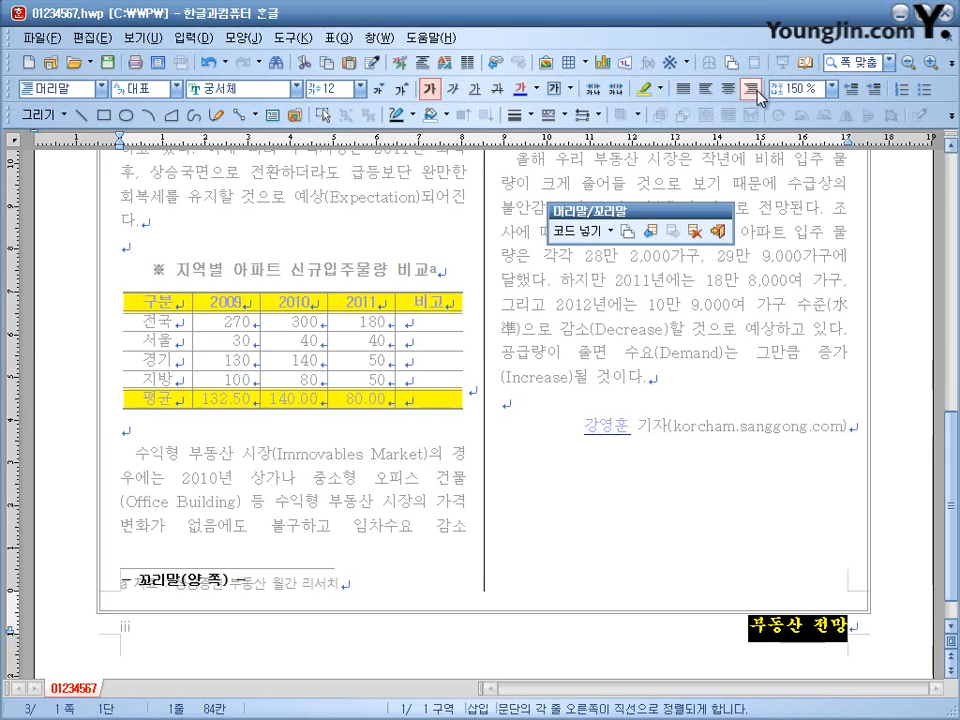 01234567.hwp [C:\WWPW] - 한글과컴퓨터 흔글
YoungJin.com
Y.
파일(F) 편집(E) 보기(U) 입력(D) 모양(J) 도구(K) 표(Q) 창(W) 도움말(H)
폭 맞춤
머리말 대표 궁서체 12 가 가 가 가 가 가 150 %
그리기
후, 상승국면으로 전환하더라도 급등보단 완만한
회복세를 유지할 것으로 예상(Expectation)되어진
다.
※ 지역별 아파트 신규입주물량 비교a
구분 2009 2010 2011 비고
전국 270 300 180
서울 30 40 40
경기 130 140 50
지방 100 80 50
평균 132.50 140.00 80.00
수익형 부동산 시장(Immovables Market)의 경
우에는 2010년 상가나 중소형 오피스 건물
(Office Building) 등 수익형 부동산 시장의 가격
변화가 없음에도 불구하고 임차수요 감소
- 꼬리말(양 쪽) -
부동산 월간 리서치
iii
올해 우리 부동산 시장은 작년에 비해 입주 물
량이 크게 줄어들 것으로 보기 때문에 수급상의
불안감 로 전망된다. 조
머리말/꼬리말
코드 넣기
사에 아파트 입주 물
량은 각각 28만 2,000가구, 29만 9,000가구에
달했다. 하지만 2011년에는 18만 8,000여 가구,
그리고 2012년에는 10만 9,000여 가구 수준(水
準)으로 감소(Decrease)할 것으로 예상하고 있다.
공급량이 줄면 수요(Demand)는 그만큼 증가
(Increase)될 것이다.
강영훈 기자(korcham.sanggong.com)
부동산 전망
01234567
3/ 1 쪽 1단 1줄 84칸 1/ 1 구역 삽입 문단의 각 줄 오른쪽이 직선으로 정렬되게 합니다.